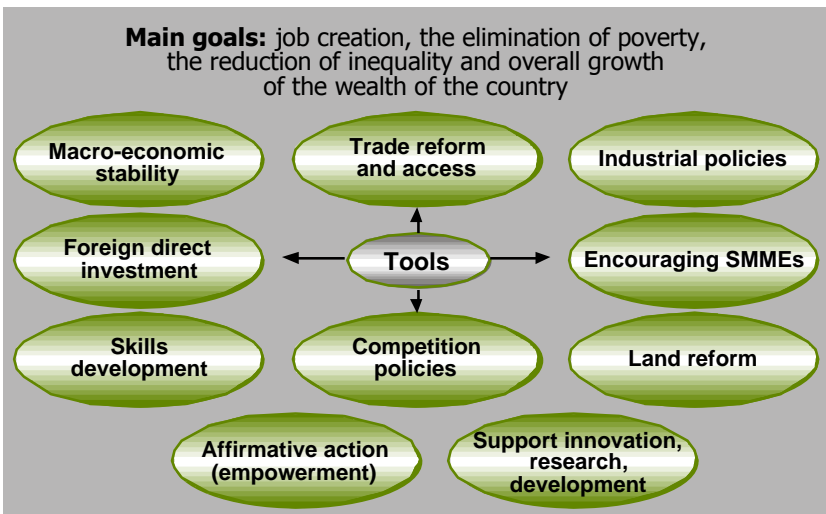 Main goals: job creation, the elimination of poverty,
the reduction of inequality and overall growth
of the wealth of the country
Macro-economic
stability
Trade reform
and access
Industrial policies
Foreign direct
investment
Tools
Encouraging SMMEs
Skills
development
Competition
policies
Land reform
Affirmative action
(empowerment)
Support innovation,
research,
development